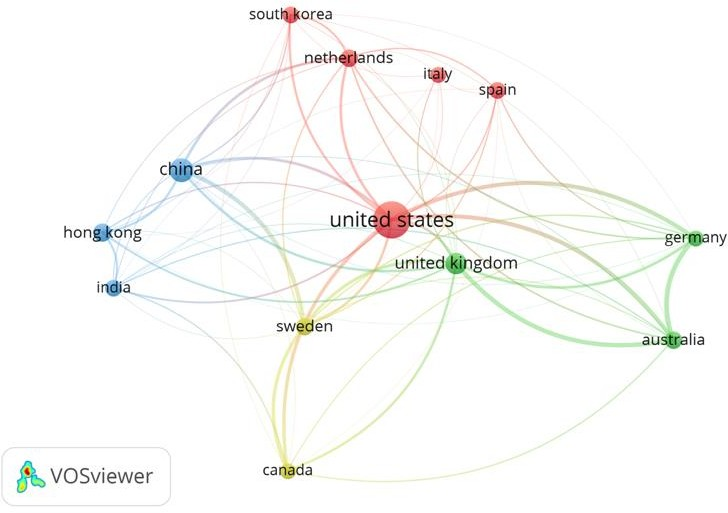 south korea
netherlands
italy
spain
china
united states
hong kong
germany
united kingdom
india
sweden
australia
canada
VOSviewer